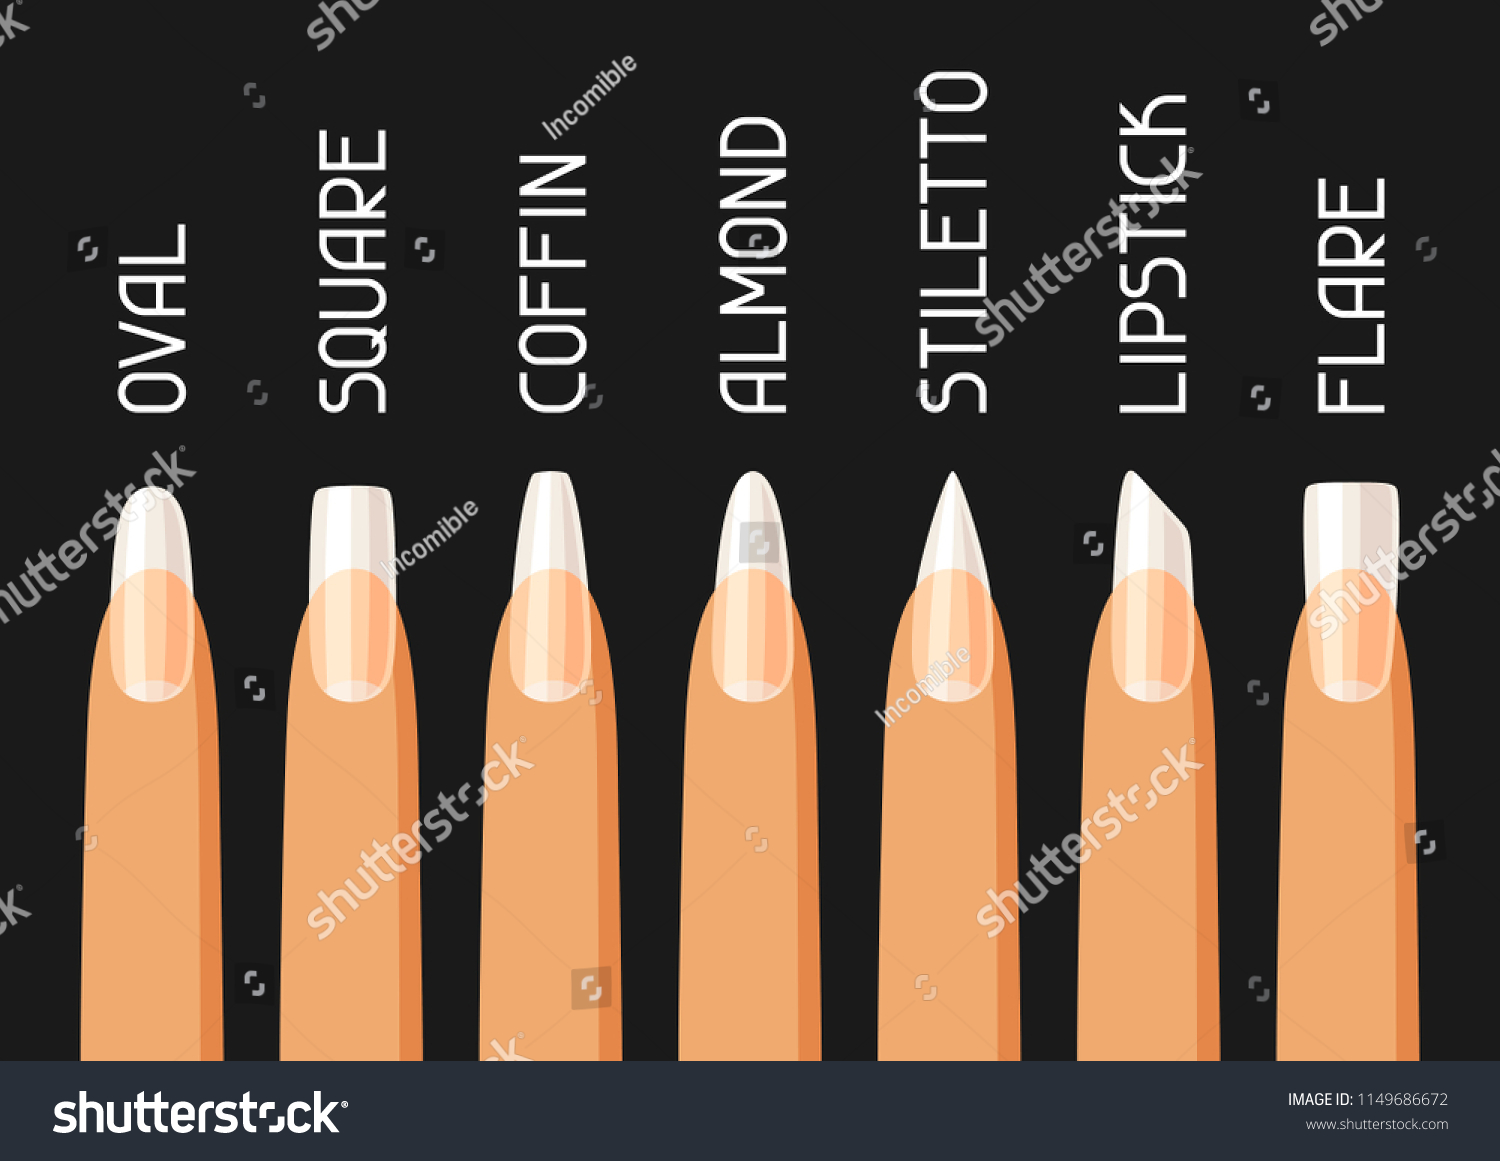 OVAL
SQUARE
COFFIN
ALMOND
STILETTO
LIPSTICK
FLARE
Incomible
Incomible
Incomible
shutterstock
shutterstock
shutterstock
shutterstock
shutterstock
shutterstock
shutterstock®
IMAGE ID: 1149686672
www.shutterstock.com